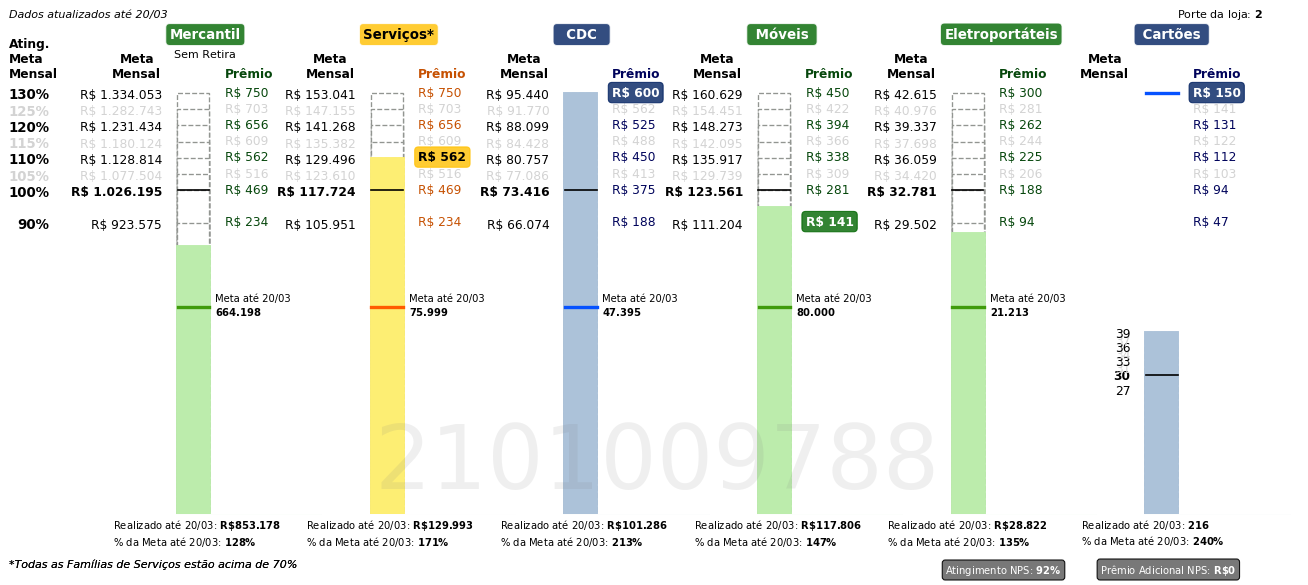 Dados atualizados até 20/03
Porte da loja: 2
Mercantil Serviços* CDC Móveis Eletroportáteis Cartões
Sem Retira
Ating. Meta Mensal
Meta Mensal Prêmio Meta Mensal Prêmio Meta Mensal Prêmio Meta Mensal Prêmio Meta Mensal Prêmio Meta Mensal Prêmio
130% R$ 1.334.053 R$ 750 R$ 153.041 R$ 750 R$ 95.440 R$ 600 R$ 160.629 R$ 450 R$ 42.615 R$ 300 R$ 150
125% R$ 1.282.743 R$ 703 R$ 147.155 R$ 703 R$ 91.770 R$ 562 R$ 154.451 R$ 422 R$ 40.976 R$ 281 R$ 141
120% R$ 1.231.434 R$ 656 R$ 141.268 R$ 656 R$ 88.099 R$ 525 R$ 148.273 R$ 394 R$ 39.337 R$ 262 R$ 131
115% R$ 1.180.124 R$ 609 R$ 135.382 R$ 609 R$ 84.428 R$ 488 R$ 142.095 R$ 366 R$ 37.698 R$ 244 R$ 122
110% R$ 1.128.814 R$ 562 R$ 129.496 R$ 562 R$ 80.757 R$ 450 R$ 135.917 R$ 338 R$ 36.059 R$ 225 R$ 112
105% R$ 1.077.504 R$ 516 R$ 123.610 R$ 516 R$ 77.086 R$ 413 R$ 129.739 R$ 309 R$ 34.420 R$ 206 R$ 103
100% R$ 1.026.195 R$ 469 R$ 117.724 R$ 469 R$ 73.416 R$ 375 R$ 123.561 R$ 281 R$ 32.781 R$ 188 R$ 94
90% R$ 923.575 R$ 234 R$ 105.951 R$ 234 R$ 66.074 R$ 188 R$ 111.204 R$ 141 R$ 29.502 R$ 94 R$ 47
Meta até 20/03 Meta até 20/03 Meta até 20/03 Meta até 20/03 Meta até 20/03
664.198 75.999 47.395 80.000 21.213
39
36
33
30
27
2101009788
Realizado até 20/03: R$853.178 Realizado até 20/03: R$129.993 Realizado até 20/03: R$101.286 Realizado até 20/03: R$117.806 Realizado até 20/03: R$28.822 Realizado até 20/03: 216
% da Meta até 20/03: 128% % da Meta até 20/03: 171% % da Meta até 20/03: 213% % da Meta até 20/03: 147% % da Meta até 20/03: 135% % da Meta até 20/03: 240%
*Todas as Famílias de Serviços estão acima de 70%
Atingimento NPS: 92% Prêmio Adicional NPS: R$0